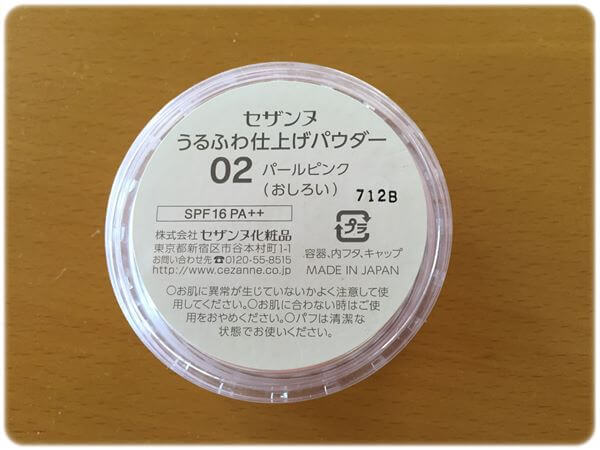 セザンヌ
うるふわ仕上げパウダー
02 パールピンク
(おしろい)
712B
SPF16 PA++
株式会社 セザンヌ化粧品
東京都新宿区市谷本村町1-1
お問い合わせ先 0120-55-8515
http://www.cezanne.co.jp
プラ
容器、内フタ、キャップ
MADE IN JAPAN
○お肌に異常が生じていないかよく注意して使
用してください。○お肌に合わない時はご使
用をおやめください。○パフは清潔な
状態でお使いください。